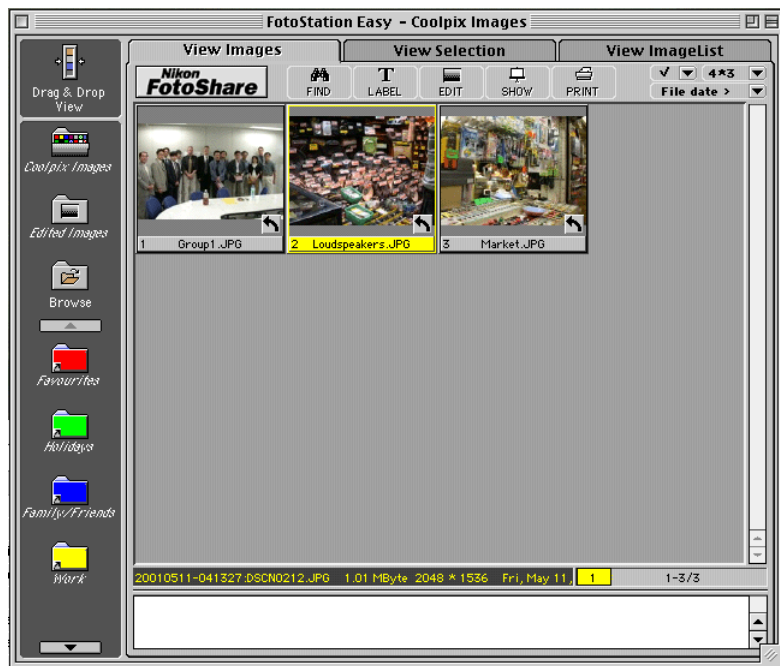 FotoStation Easy - Coolpix Images
Drag & Drop
View
Coolpix Images
Edited Images
Browse
Favourites
Holidays
Family/Friends
Work
View Images
View Selection
View ImageList
Nikon
FotoShare
FIND
LABEL
EDIT
SHOW
PRINT
√
4*3
File date >
1 Group1.JPG
2 Loudspeakers.JPG
3 Market.JPG
20010511-041327:DSCN0212.JPG 1.01 MByte 2048 * 1536 Fri, May 11, 1 1-3/3